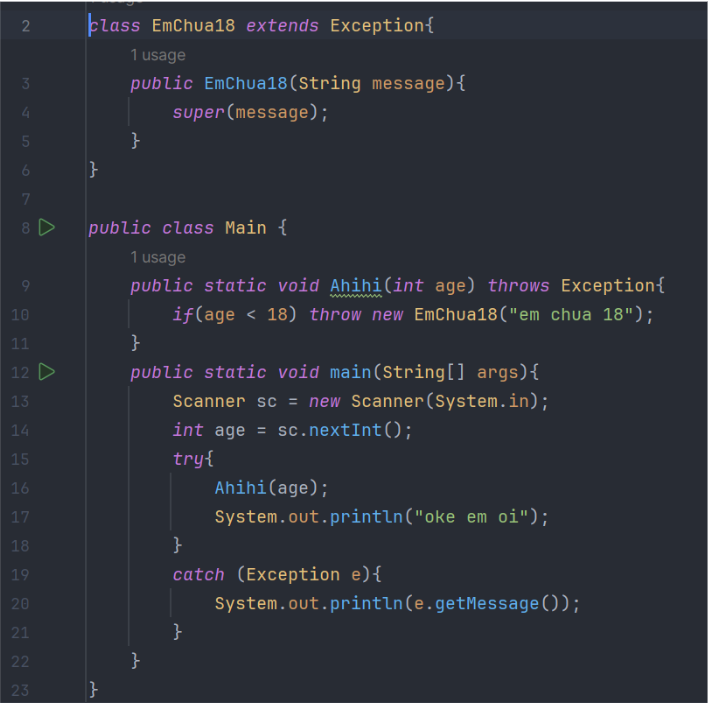 2 class EmChua18 extends Exception{
1 usage
3 public EmChua18(String message){
4 super(message);
5 }
6 }
7
8 public class Main {
1 usage
9 public static void Ahihi(int age) throws Exception{
10 if(age < 18) throw new EmChua18("em chua 18");
11 }
12 public static void main(String[] args){
13 Scanner sc = new Scanner(System.in);
14 int age = sc.nextInt();
15 try{
16 Ahihi(age);
17 System.out.println("oke em oi");
18 }
19 catch (Exception e){
20 System.out.println(e.getMessage());
21 }
22 }
23 }